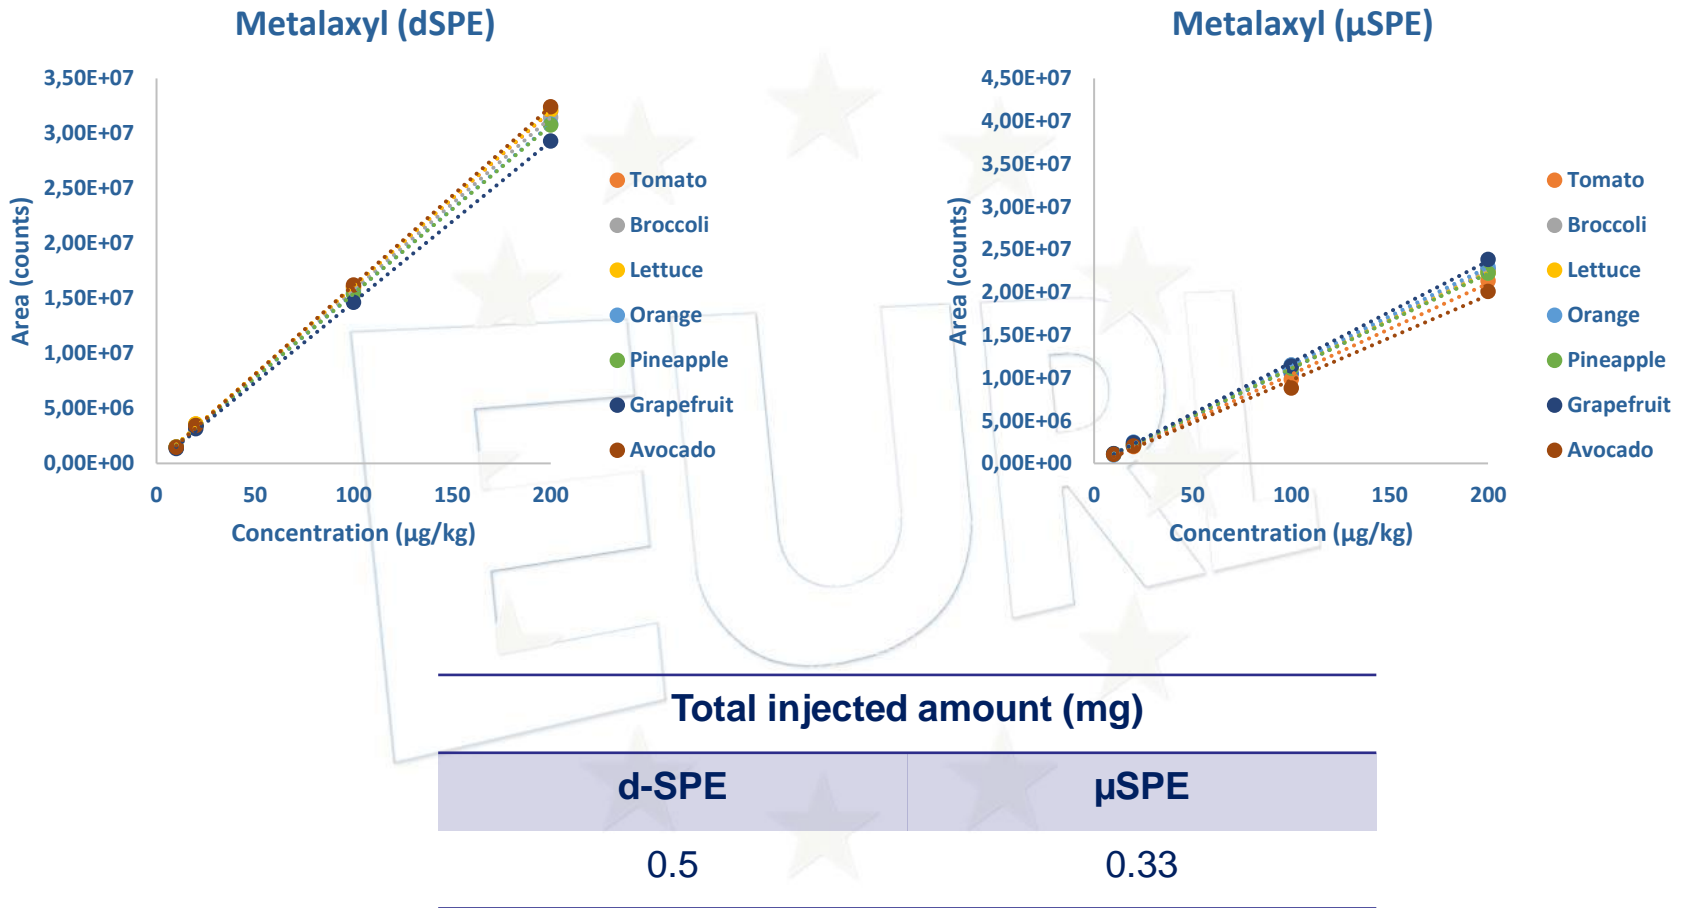 Metalaxyl (dSPE)
3,50E+07
3,00E+07
2,50E+07
2,00E+07
1,50E+07
1,00E+07
5,00E+06
0,00E+00
Area (counts)
0 50 100 150 200
Concentration (µg/kg)
Tomato
Broccoli
Lettuce
Orange
Pineapple
Grapefruit
Avocado
Metalaxyl (µSPE)
4,50E+07
4,00E+07
3,50E+07
3,00E+07
2,50E+07
2,00E+07
1,50E+07
1,00E+07
5,00E+06
0,00E+00
Area (counts)
0 50 100 150 200
Concentration (µg/kg)
Tomato
Broccoli
Lettuce
Orange
Pineapple
Grapefruit
Avocado
EURL
Total injected amount (mg)
d-SPE µSPE
0.5 0.33